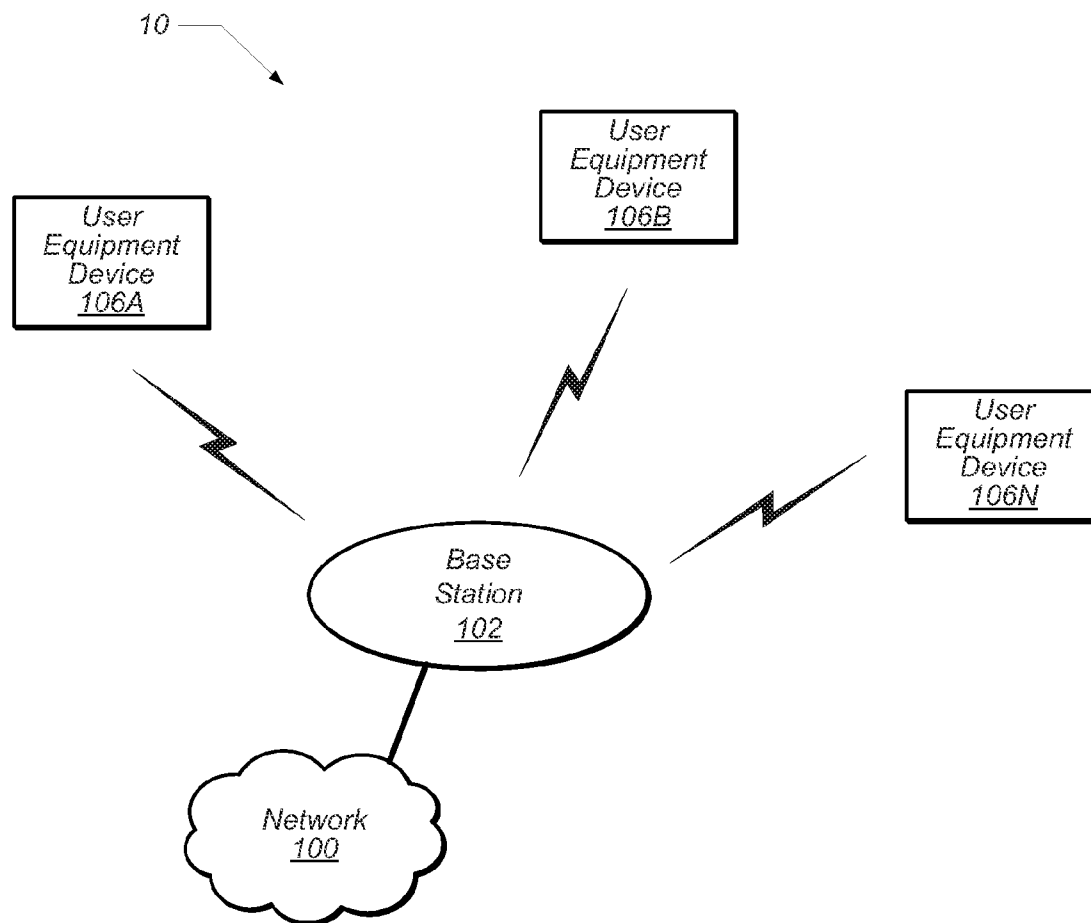 10
User
Equipment
Device
106B
User
Equipment
Device
106A
User
Equipment
Device
106N
Base
Station
102
Network
100